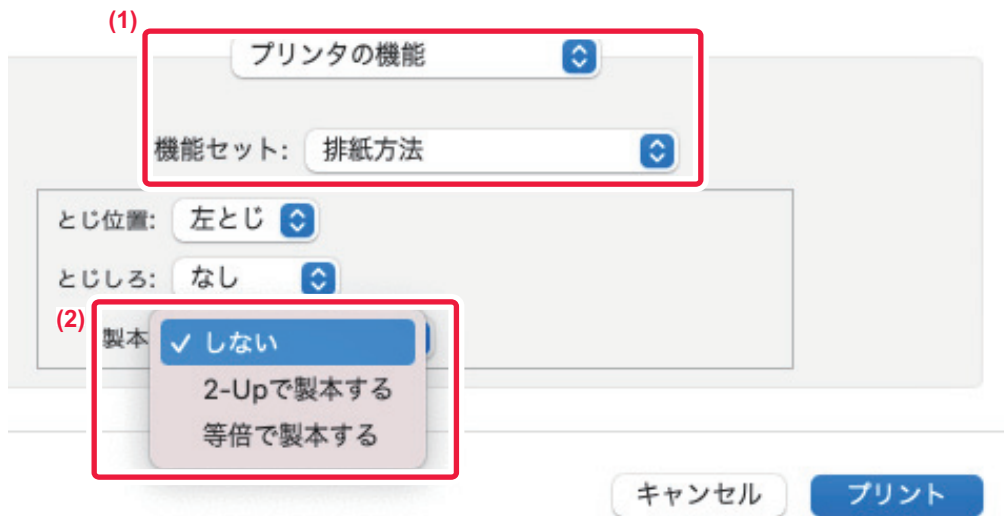 (1)
プリンタの機能
機能セット: 排紙方法
とじ位置: 左とじ
とじしろ: なし
(2)
製本 ✓ しない
2-Upで製本する
等倍で製本する
キャンセル プリント